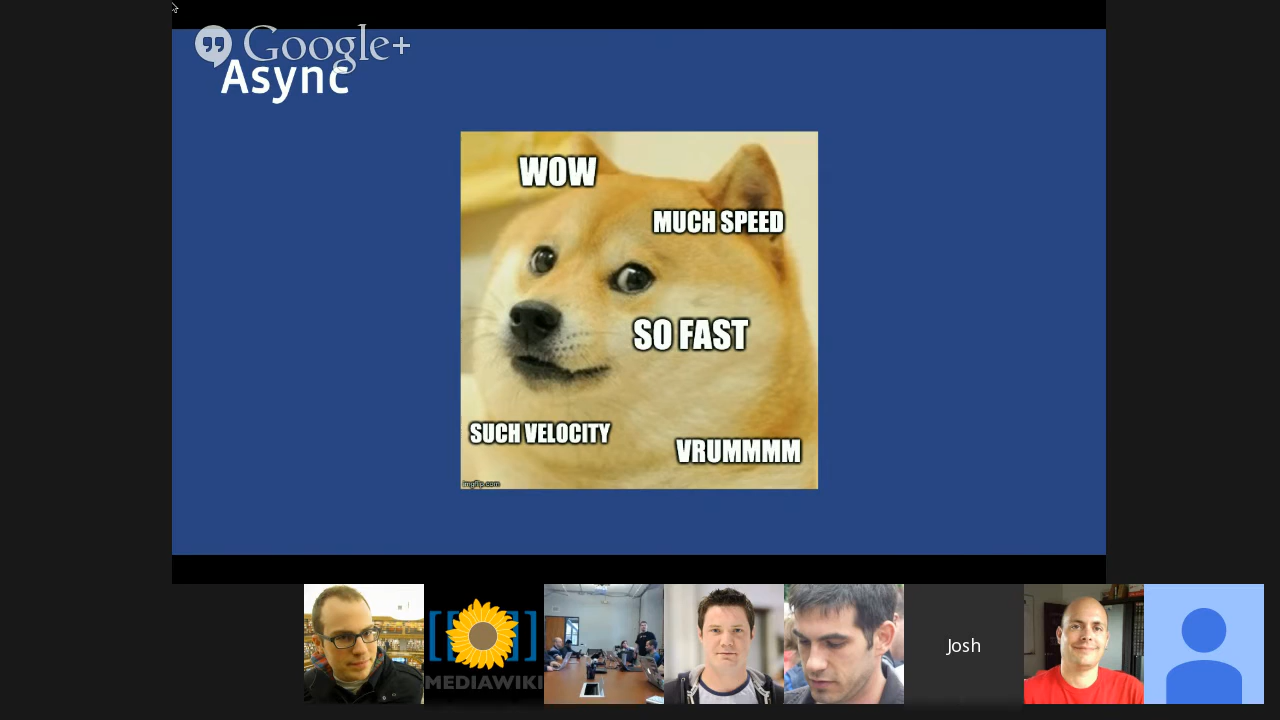 Google+
Async
WOW
MUCH SPEED
SO FAST
SUCH VELOCITY
VRUMMMM
imgflip.com
[[ ]]
MEDIAWIKI
Josh